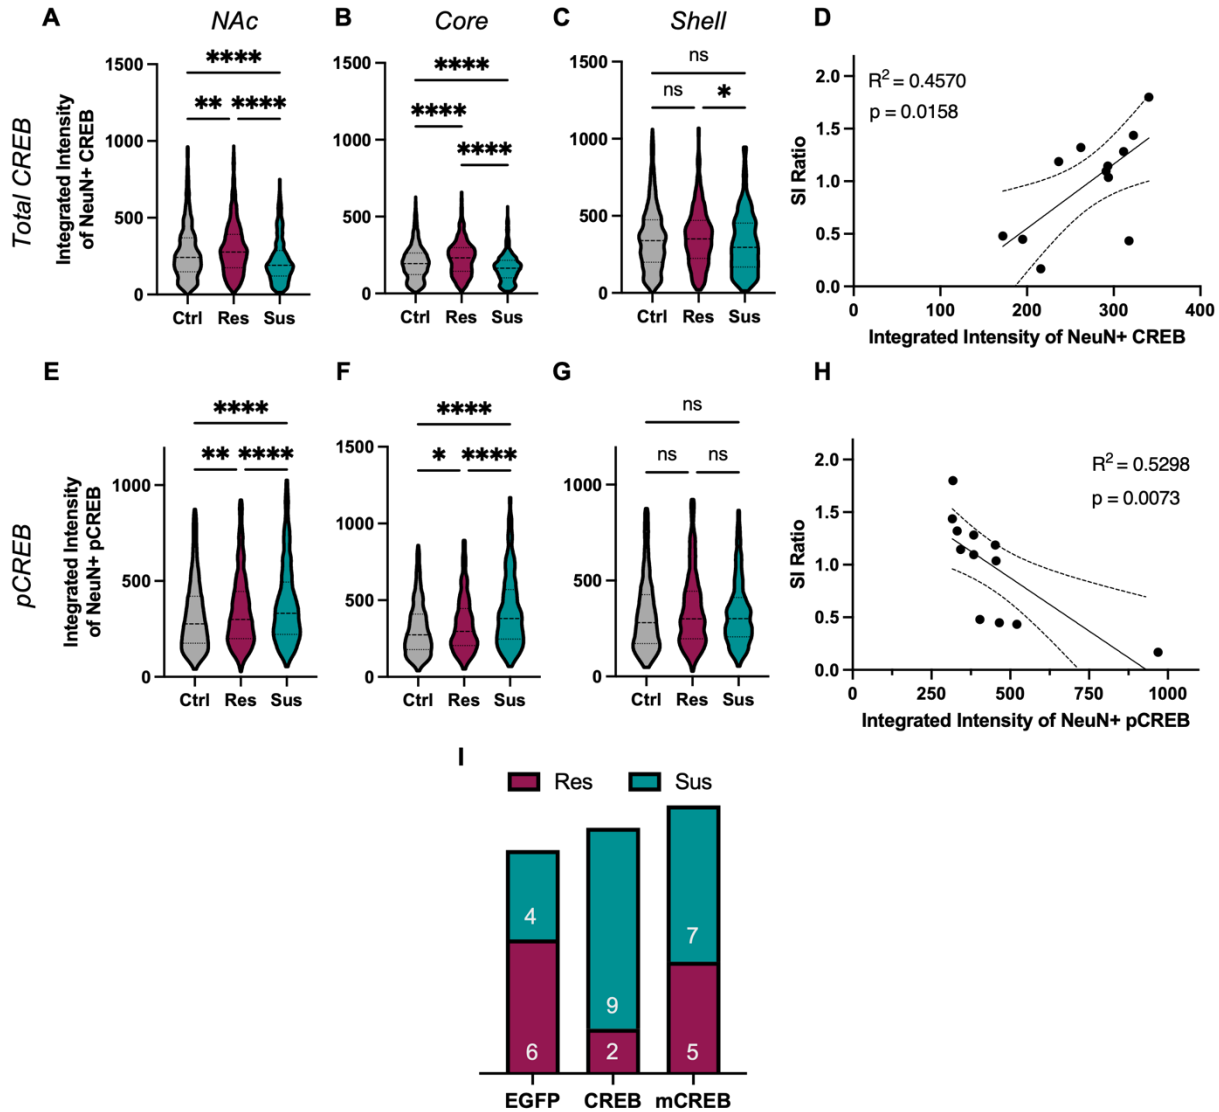 A
NAc
B
Core
C
Shell
D
Total CREB
Integrated Intensity
of NeuN+ CREB
1500
1000
500
0
****
** ****
Ctrl Res Sus
1500
1000
500
0
****
****
****
Ctrl Res Sus
1500
1000
500
0
ns
ns *
Ctrl Res Sus
SI Ratio
2.0
1.5
1.0
0.5
0.0
R² = 0.4570
p = 0.0158
0 100 200 300 400
Integrated Intensity of NeuN+ CREB
E
F
G
H
pCREB
Integrated Intensity
of NeuN+ pCREB
1000
500
0
****
** ****
Ctrl Res Sus
1500
1000
500
0
****
* ****
Ctrl Res Sus
1000
500
0
ns
ns ns
Ctrl Res Sus
SI Ratio
2.0
1.5
1.0
0.5
0.0
R² = 0.5298
p = 0.0073
0 250 500 750 1000
Integrated Intensity of NeuN+ pCREB
I
Res Sus
4
6
9
2
7
5
EGFP CREB mCREB